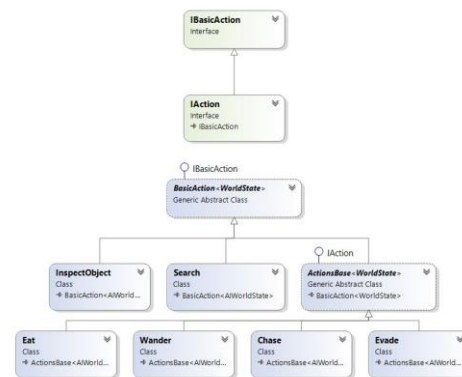 IBasicAction
Interface
IAction
Interface
IBasicAction
IBasicAction
BasicAction<WorldState>
Generic Abstract Class
IAction
InspectObject
Class
BasicAction<AIWorld...
Search
Class
BasicAction<AIWorldState>
ActionsBase<WorldState>
Generic Abstract Class
BasicAction<WorldState>
Eat
Class
ActionsBase<AIWorld...
Wander
Class
ActionsBase<AIWorld...
Chase
Class
ActionsBase<AIWorld...
Evade
Class
ActionsBase<AIWorld...